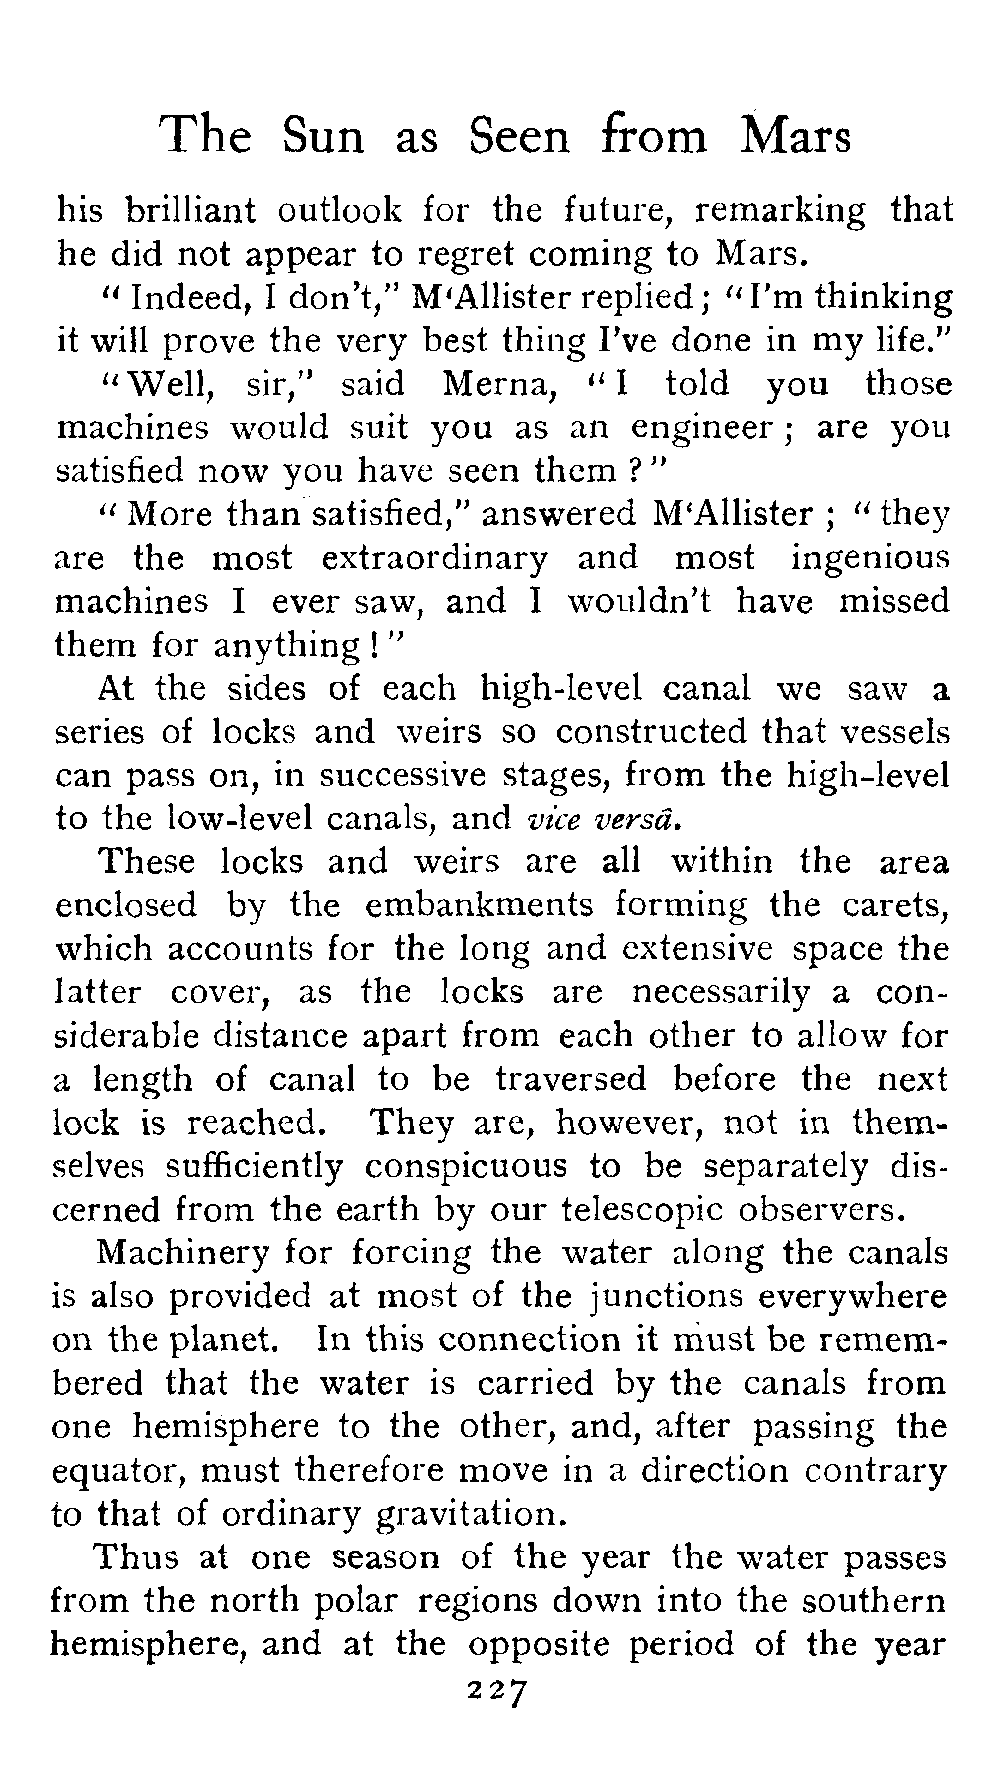 The Sun as Seen from Mars
his brilliant outlook for the future, remarking that
he did not appear to regret coming to Mars.
“ Indeed, I don’t,” M‘Allister replied ; “ I’m thinking
it will prove the very best thing I’ve done in my life.”
“ Well, sir,” said Merna, “ I told you those
machines would suit you as an engineer ; are you
satisfied now you have seen them ? ”
“ More than satisfied,” answered M‘Allister ; “ they
are the most extraordinary and most ingenious
machines I ever saw, and I wouldn’t have missed
them for anything ! ”
At the sides of each high-level canal we saw a
series of locks and weirs so constructed that vessels
can pass on, in successive stages, from the high-level
to the low-level canals, and vice versâ.
These locks and weirs are all within the area
enclosed by the embankments forming the carets,
which accounts for the long and extensive space the
latter cover, as the locks are necessarily a con-
siderable distance apart from each other to allow for
a length of canal to be traversed before the next
lock is reached. They are, however, not in them-
selves sufficiently conspicuous to be separately dis-
cerned from the earth by our telescopic observers.
Machinery for forcing the water along the canals
is also provided at most of the junctions everywhere
on the planet. In this connection it must be remem-
bered that the water is carried by the canals from
one hemisphere to the other, and, after passing the
equator, must therefore move in a direction contrary
to that of ordinary gravitation.
Thus at one season of the year the water passes
from the north polar regions down into the southern
hemisphere, and at the opposite period of the year
227